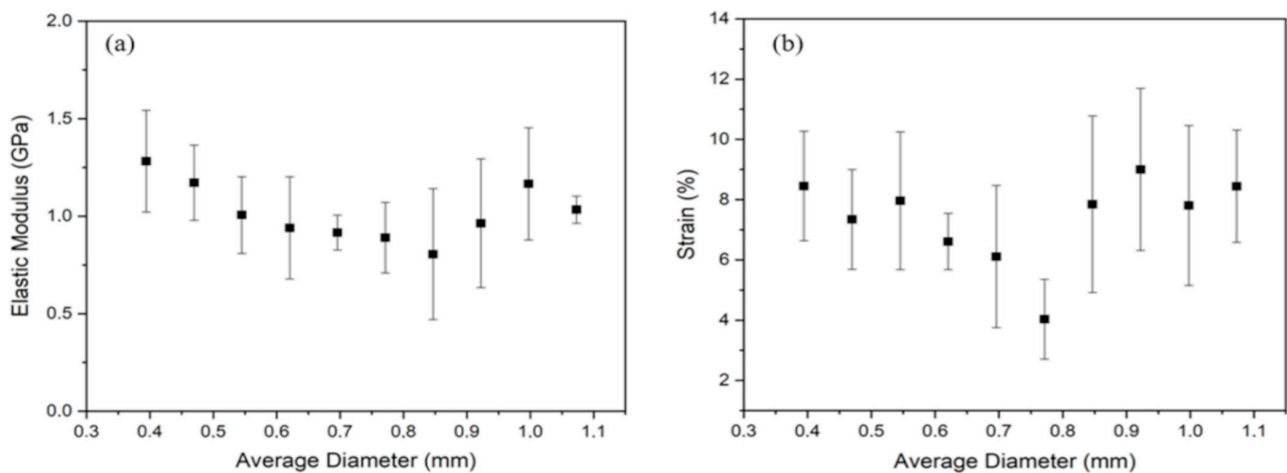 (a)
Elastic Modulus (GPa)
2.0
1.5
1.0
0.5
0.0
0.3 0.4 0.5 0.6 0.7 0.8 0.9 1.0 1.1
Average Diameter (mm)
(b)
Strain (%)
14
12
10
8
6
4
2
0.3 0.4 0.5 0.6 0.7 0.8 0.9 1.0 1.1
Average Diameter (mm)